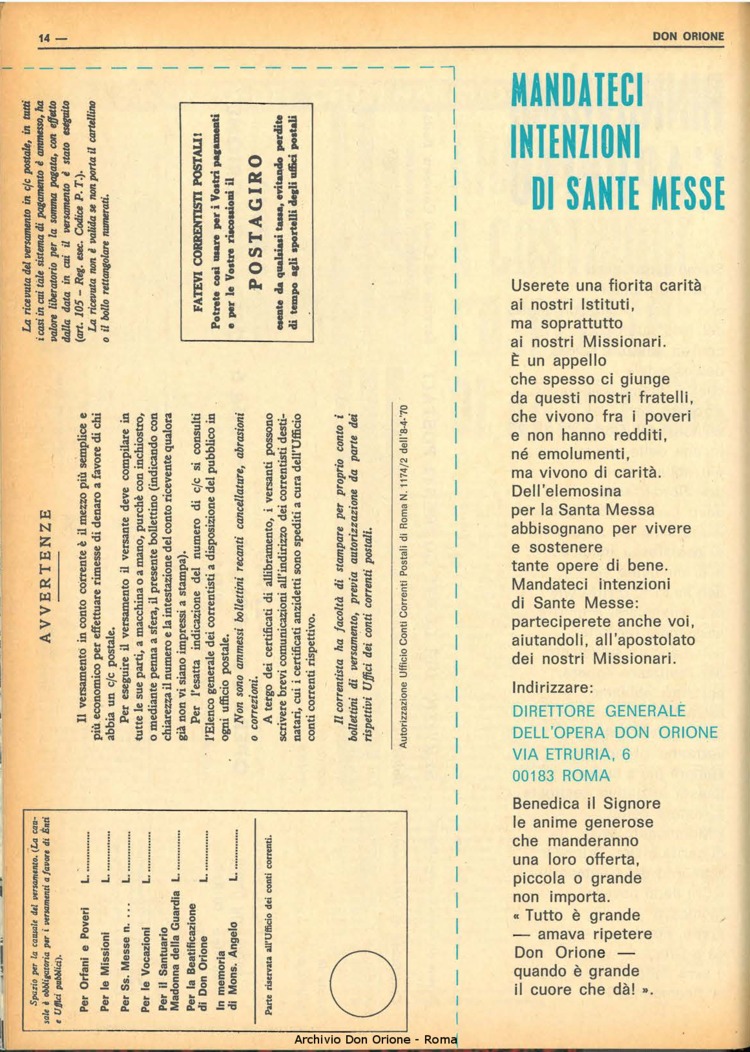 14 —
DON ORIONE
MANDATECI
INTENZIONI
DI SANTE MESSE
Userete una fiorita carità
ai nostri Istituti,
ma soprattutto
ai nostri Missionari.
È un appello
che spesso ci giunge
da questi nostri fratelli,
che vivono fra i poveri
e non hanno redditi,
né emolumenti,
ma vivono di carità.
Dell'elemosina
per la Santa Messa
abbisognano per vivere
e sostenere
tante opere di bene.
Mandateci intenzioni
di Sante Messe:
parteciperete anche voi,
aiutandoli, all'apostolato
dei nostri Missionari.
Indirizzare:
DIRETTORE GENERALE
DELL'OPERA DON ORIONE
VIA ETRURIA, 6
00183 ROMA
Benedica il Signore
le anime generose
che manderanno
una loro offerta,
piccola o grande
non importa.
« Tutto è grande
— amava ripetere
Don Orione —
quando è grande
il cuore che dà! ».
Spazio per la causale del versamento. (La cau-
sale è obbligatoria per i versamenti a favore di Enti
e Uffici pubblici).
Per Orfani e Poveri L. ............
Per le Missioni L. ............
Per Ss. Messe n. ... L. ............
Per le Vocazioni L. ............
Per il Santuario
Madonna della Guardia L. ............
Per la Beatificazione
di Don Orione L. ............
In memoria
di Mons. Angelo L. ............
Parte riservata all'Ufficio dei conti correnti.
AVVERTENZE
Il versamento in conto corrente è il mezzo più semplice e
più economico per effettuare rimesse di denaro a favore di chi
abbia un c/c postale.
Per eseguire il versamento il versante deve compilare in
tutte le sue parti, a macchina o a mano, purchè con inchiostro,
o mediante penna a sfera, il presente bollettino (indicando con
chiarezza il numero e la intestazione del conto ricevente qualora
già non vi siano impressi a stampa).
Per l'esatta indicazione del numero di c/c si consulti
l'Elenco generale dei correntisti a disposizione del pubblico in
ogni ufficio postale.
Non sono ammessi bollettini recanti cancellature, abrasioni
o correzioni.
A tergo dei certificati di allibramento, i versanti possono
scrivere brevi comunicazioni all'indirizzo dei correntisti desti-
natari, cui i certificati anzidetti sono spediti a cura dell'Ufficio
conti correnti rispettivo.
Il correntista ha facoltà di stampare per proprio conto i
bollettini di versamento, previa autorizzazione da parte dei
rispettivi Uffici dei conti correnti postali.
Autorizzazione Ufficio Conti Correnti Postali di Roma N. 1174/2 dell'8-4-'70
La ricevuta del versamento in c/c postale, in tutti
i casi in cui tale sistema di pagamento è ammesso, ha
valore liberatorio per la somma pagata, con effetto
dalla data in cui il versamento è stato eseguito
(art. 105 - Reg. esec. Codice P. T.).
La ricevuta non è valida se non porta il cartellino
o il bollo rettangolare numerati.
FATEVI CORRENTISTI POSTALI!
Potrete così usare per i Vostri pagamenti
e per le Vostre riscossioni il
POSTAGIRO
esente da qualsiasi tassa, evitando perdite
di tempo agli sportelli degli uffici postali
Archivio Don Orione - Roma